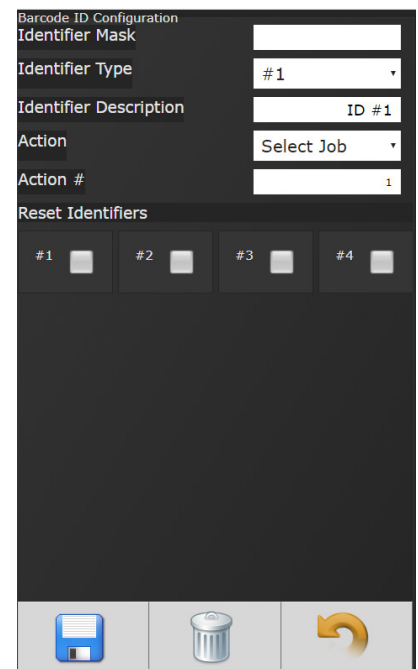 Barcode ID Configuration
Identifier Mask
Identifier Type #1
Identifier Description ID #1
Action Select Job
Action # 1
Reset Identifiers
#1 #2 #3 #4